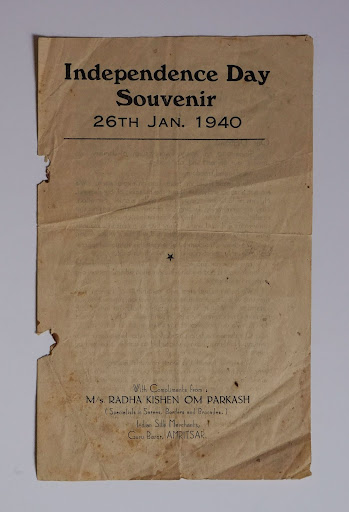 Independence Day
Souvenir
26TH JAN. 1940
With Compliments from
M/s RADHA KISHEN OM PARKASH
(Specialists in Sarees, Borders and Brocades.)
Indian Silk Merchants,
Guru Bazar, AMRITSAR.